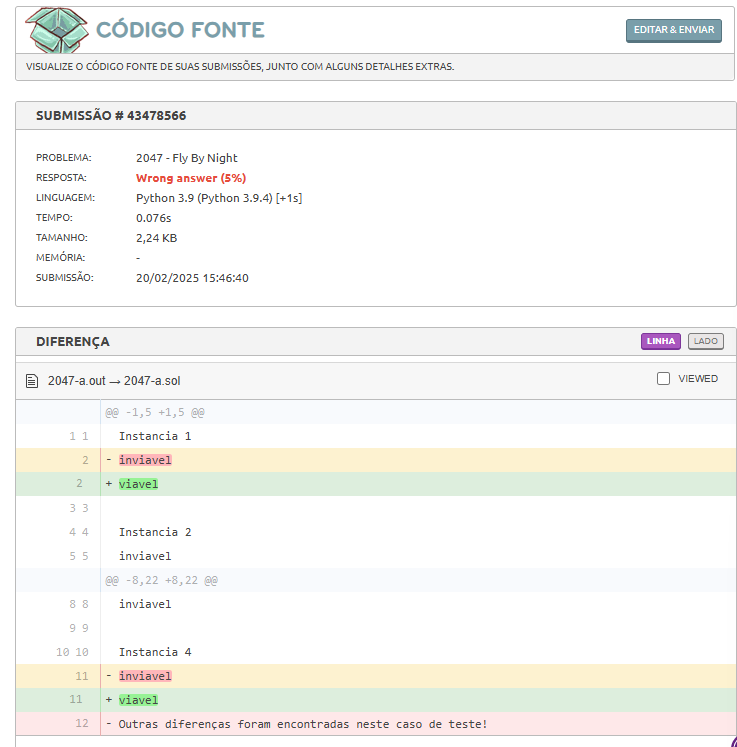 CÓDIGO FONTE
EDITAR & ENVIAR
VISUALIZE O CÓDIGO FONTE DE SUAS SUBMISSÕES, JUNTO COM ALGUNS DETALHES EXTRAS.
SUBMISSÃO # 43478566
PROBLEMA: 2047 - Fly By Night
RESPOSTA: Wrong answer (5%)
LINGUAGEM: Python 3.9 (Python 3.9.4) [+1s]
TEMPO: 0.076s
TAMANHO: 2,24 KB
MEMÓRIA: -
SUBMISSÃO: 20/02/2025 15:46:40
DIFERENÇA LINHA LADO
2047-a.out → 2047-a.sol VIEWED
@@ -1,5 +1,5 @@
1 1 Instancia 1
2 - inviavel
2 + viavel
3 3
4 4 Instancia 2
5 5 inviavel
@@ -8,22 +8,22 @@
8 8 inviavel
9 9
10 10 Instancia 4
11 - inviavel
11 + viavel
12 - Outras diferenças foram encontradas neste caso de teste!